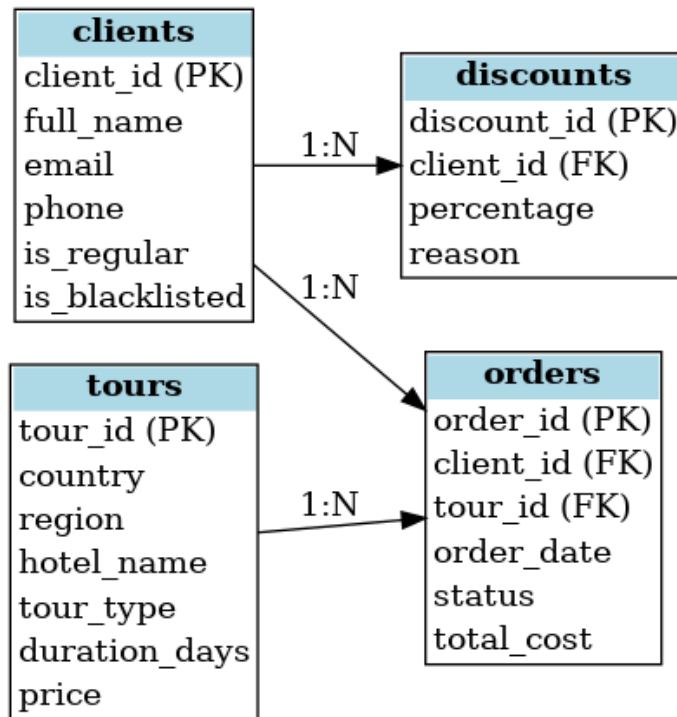 clients
client_id (PK)
full_name
email
phone
is_regular
is_blacklisted
1:N
discounts
discount_id (PK)
client_id (FK)
percentage
reason
1:N
tours
tour_id (PK)
country
region
hotel_name
tour_type
duration_days
price
1:N
orders
order_id (PK)
client_id (FK)
tour_id (FK)
order_date
status
total_cost